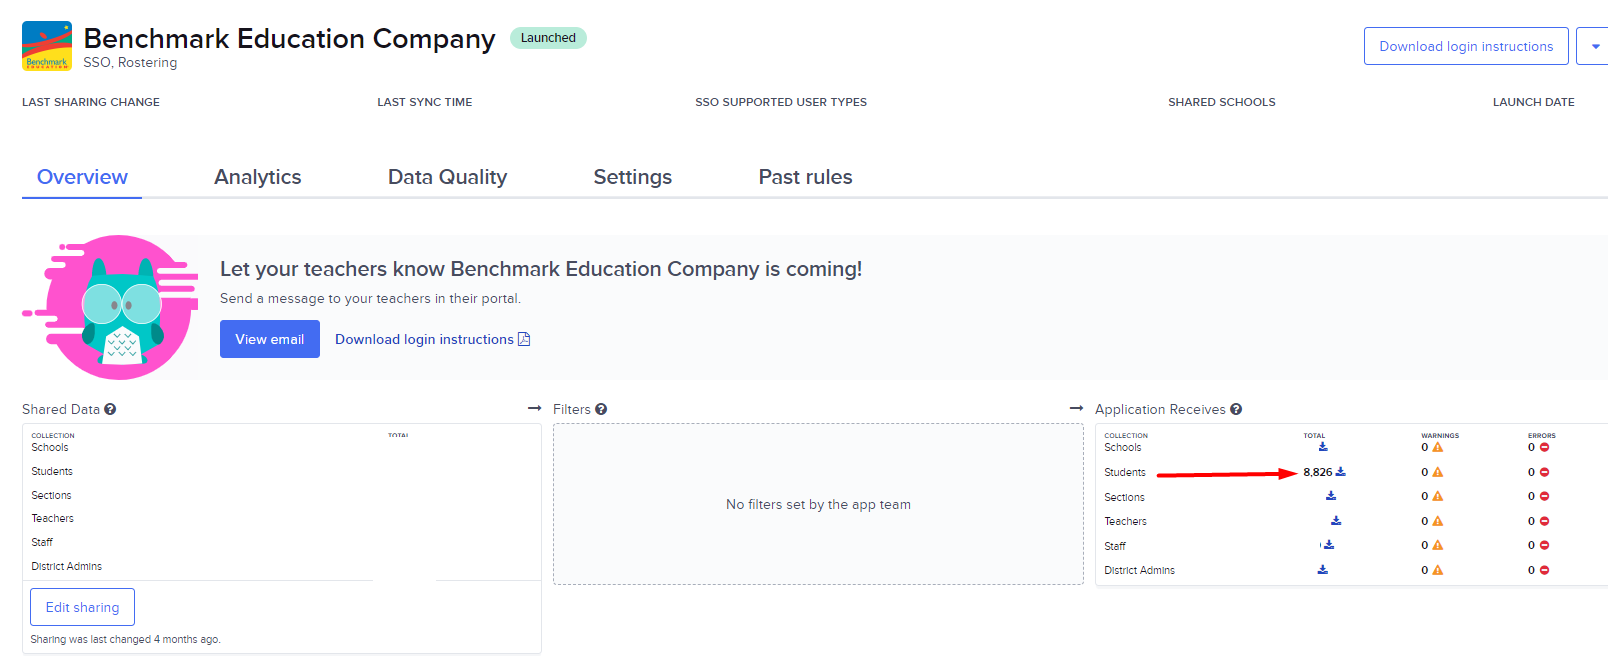 Benchmark Education Company Launched
Benchmark
EDUCATION
SSO, Rostering
Download login instructions
LAST SHARING CHANGE LAST SYNC TIME SSO SUPPORTED USER TYPES SHARED SCHOOLS LAUNCH DATE
Overview Analytics Data Quality Settings Past rules
Let your teachers know Benchmark Education Company is coming!
Send a message to your teachers in their portal.
View email Download login instructions
Shared Data
COLLECTION TOTAL
Schools
Students
Sections
Teachers
Staff
District Admins
Edit sharing
Sharing was last changed 4 months ago.
Filters
No filters set by the app team
Application Receives
COLLECTION TOTAL WARNINGS ERRORS
Schools 0 0
Students 8,826 0 0
Sections 0 0
Teachers 0 0
Staff 0 0
District Admins 0 0